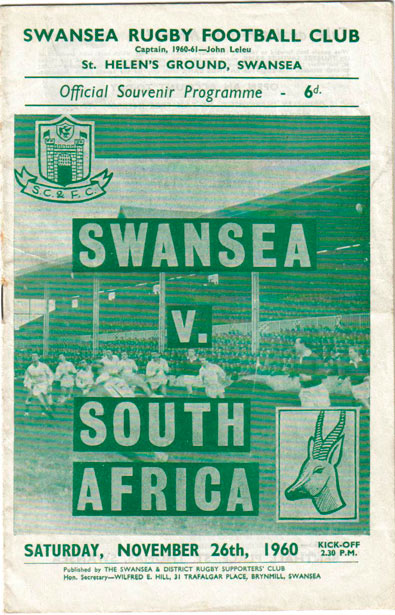 SWANSEA RUGBY FOOTBALL CLUB
Captain, 1960-61—John Leleu
St. HELEN'S GROUND, SWANSEA
Official Souvenir Programme - 6d.
S.C. & F.C.
SWANSEA
V.
SOUTH
AFRICA
SATURDAY, NOVEMBER 26th, 1960 KICK-OFF 2.30 P.M.
Published by THE SWANSEA & DISTRICT RUGBY SUPPORTERS' CLUB
Hon. Secretary—WILFRED E. HILL, 31 TRAFALGAR PLACE, BRYNMILL, SWANSEA